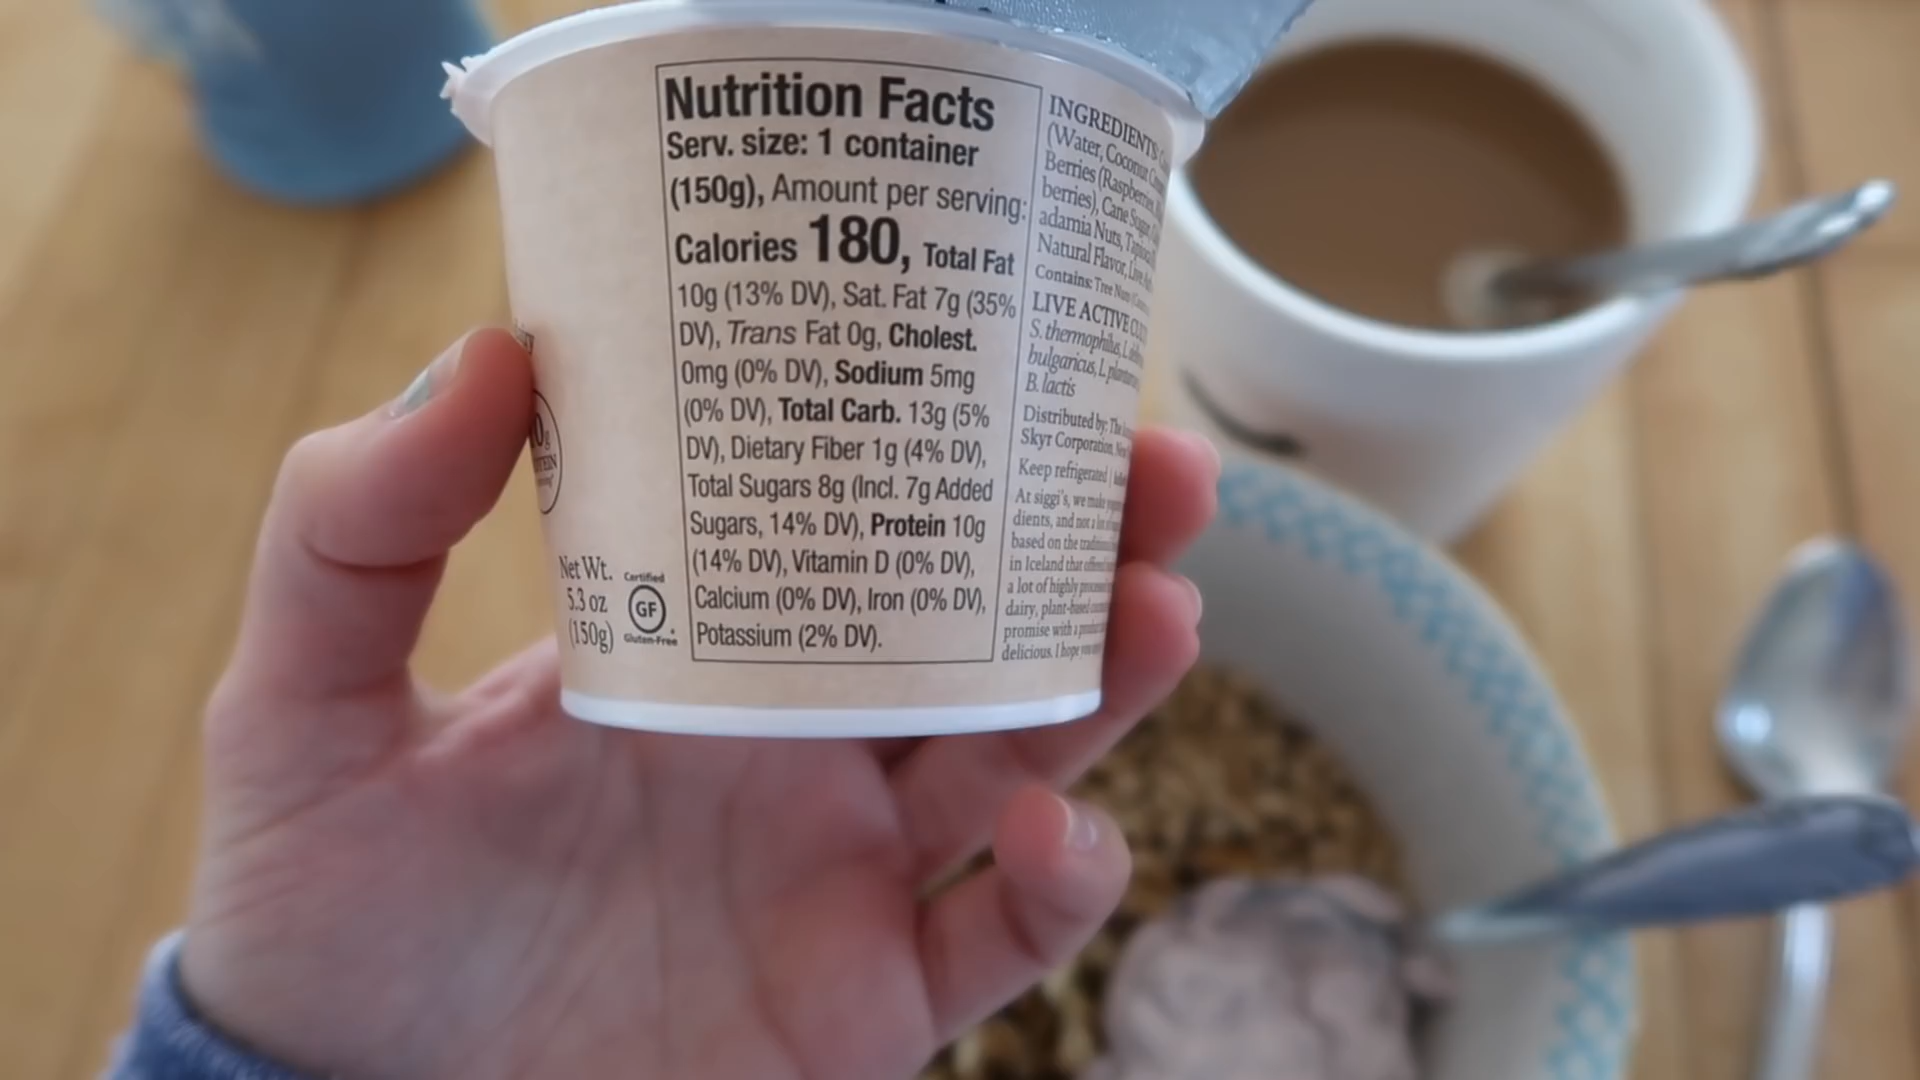 Nutrition Facts
Serv. size: 1 container
(150g), Amount per serving:
Calories 180, Total Fat
10g (13% DV), Sat. Fat 7g (35%
DV), Trans Fat 0g, Cholest.
0mg (0% DV), Sodium 5mg
(0% DV), Total Carb. 13g (5%
DV), Dietary Fiber 1g (4% DV),
Total Sugars 8g (Incl. 7g Added
Sugars, 14% DV), Protein 10g
(14% DV), Vitamin D (0% DV),
Calcium (0% DV), Iron (0% DV),
Potassium (2% DV).
INGREDIENTS:
(Water, Coconut
Berries (Raspberries,
berries), Cane Sugar,
adamia Nuts,
Natural Flavor, Live
Contains: Tree Nuts
LIVE ACTIVE
S. thermophilus, L.
bulgaricus, L.
B. lactis
Distributed by: The
Skyr Corporation, New
Keep refrigerated |
At siggi's, we make
dients, and not a lot of
based on the
in Iceland that
a lot of highly
dairy, plant-based
promise with a
delicious. I hope you
Net Wt.
5.3 oz
(150g)
Certified
GF
Gluten-Free